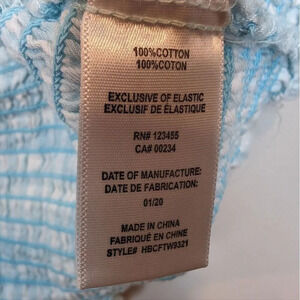 100%COTTON
100%COTON
EXCLUSIVE OF ELASTIC
EXCLUSIF DE ÉLASTIQUE
RN# 123455
CA# 00234
DATE OF MANUFACTURE:
DATE DE FABRICATION:
01/20
MADE IN CHINA
FABRIQUÉ EN CHINE
STYLE# HBCFTW9321